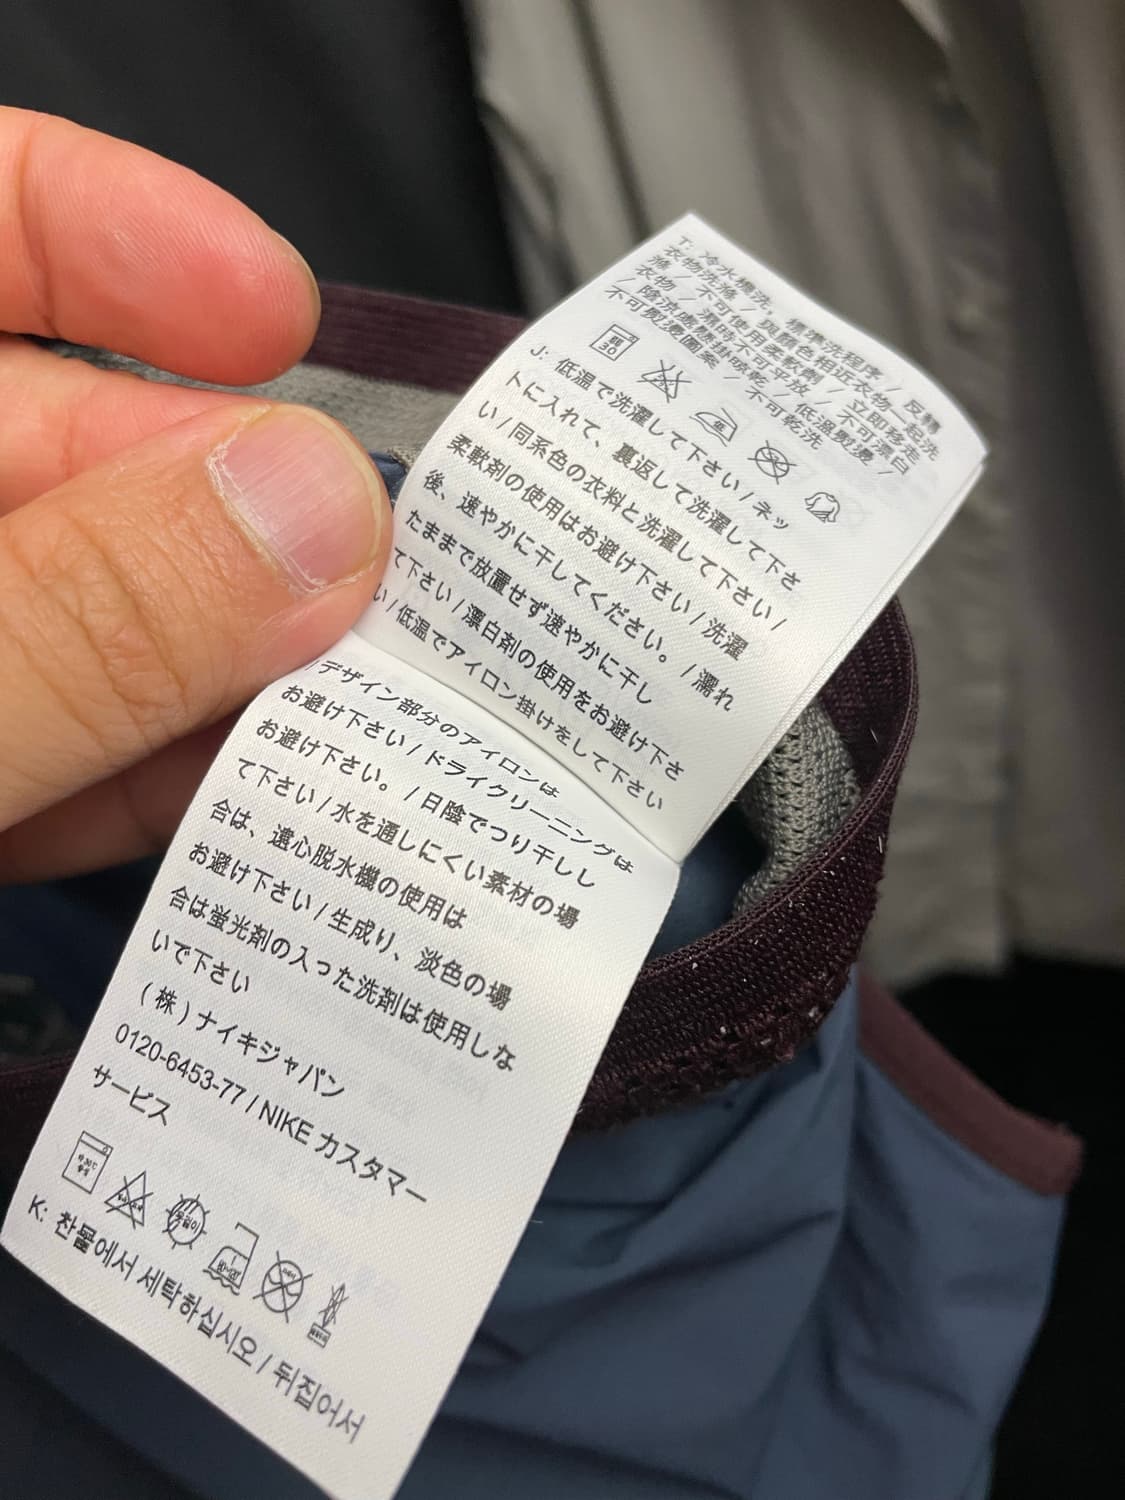 T: 冷水機洗。標準洗程序 / 反轉
衣物洗滌 / 與顏色相近衣物一起洗
滌 / 不可使用柔軟劑 / 立即移走
衣物 / 濕時不可平放 / 不可漂白
/ 陰涼處懸掛晾乾 / 低溫熨燙 /
不可熨燙圖案 / 不可乾洗
弱 30
低
J: 低温で洗濯して下さい / ネッ
トに入れて、裏返して洗濯して下さ
い / 同系色の衣料と洗濯して下さい /
柔軟剤の使用はお避け下さい / 洗濯
後、速やかに干してください。 / 濡れ
たままで放置せず速やかに干し
て下さい / 漂白剤の使用をお避け下さ
い / 低温でアイロン掛けをして下さい
/ デザイン部分のアイロンは
お避け下さい / ドライクリーニングは
お避け下さい。 / 日陰でつり干しし
て下さい / 水を通しにくい素材の場
合は、遠心脱水機の使用は
お避け下さい / 生成り、淡色の場
合は蛍光剤の入った洗剤は使用しな
いで下さい
(株) ナイキジャパン
0120-6453-77 / NIKE カスタマー
サービス
K: 찬물에서 세탁하십시오 / 뒤집어서